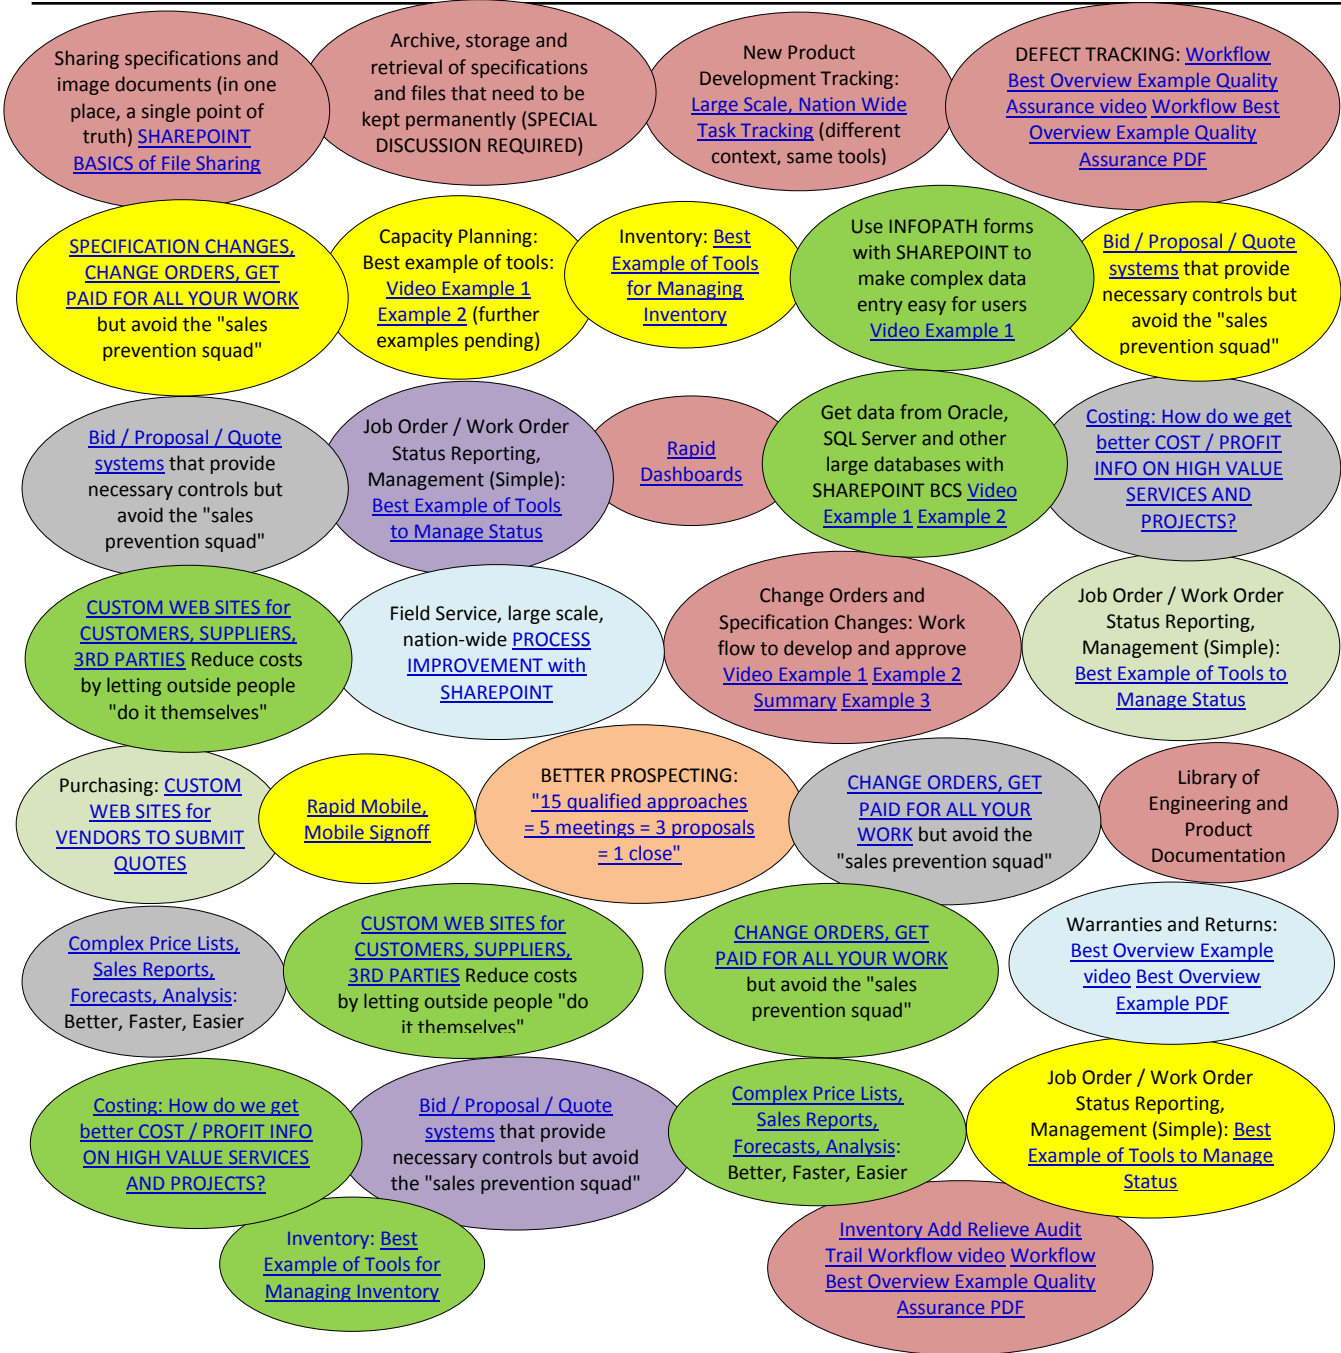 Sharing specifications and
image documents (in one
place, a single point of
truth) SHAREPOINT
BASICS of File Sharing
Archive, storage and
retrieval of specifications
and files that need to be
kept permanently (SPECIAL
DISCUSSION REQUIRED)
New Product
Development Tracking:
Large Scale, Nation Wide
Task Tracking (different
context, same tools)
DEFECT TRACKING: Workflow
Best Overview Example Quality
Assurance video Workflow Best
Overview Example Quality
Assurance PDF
SPECIFICATION CHANGES,
CHANGE ORDERS, GET
PAID FOR ALL YOUR WORK
but avoid the "sales
prevention squad"
Capacity Planning:
Best example of tools:
Video Example 1
Example 2 (further
examples pending)
Inventory: Best
Example of Tools
for Managing
Inventory
Use INFOPATH forms
with SHAREPOINT to
make complex data
entry easy for users
Video Example 1
Bid / Proposal / Quote
systems that provide
necessary controls but
avoid the "sales
prevention squad"
Bid / Proposal / Quote
systems that provide
necessary controls but
avoid the "sales
prevention squad"
Job Order / Work Order
Status Reporting,
Management (Simple):
Best Example of Tools
to Manage Status
Rapid
Dashboards
Get data from Oracle,
SQL Server and other
large databases with
SHAREPOINT BCS Video
Example 1 Example 2
Costing: How do we get
better COST / PROFIT
INFO ON HIGH VALUE
SERVICES AND
PROJECTS?
CUSTOM WEB SITES for
CUSTOMERS, SUPPLIERS,
3RD PARTIES Reduce costs
by letting outside people
"do it themselves"
Field Service, large scale,
nation-wide PROCESS
IMPROVEMENT with
SHAREPOINT
Change Orders and
Specification Changes: Work
flow to develop and approve
Video Example 1 Example 2
Summary Example 3
Job Order / Work Order
Status Reporting,
Management (Simple):
Best Example of Tools to
Manage Status
Purchasing: CUSTOM
WEB SITES for
VENDORS TO SUBMIT
QUOTES
Rapid Mobile,
Mobile Signoff
BETTER PROSPECTING:
"15 qualified approaches
= 5 meetings = 3 proposals
= 1 close"
CHANGE ORDERS, GET
PAID FOR ALL YOUR
WORK but avoid the
"sales prevention squad"
Library of
Engineering and
Product
Documentation
Complex Price Lists,
Sales Reports,
Forecasts, Analysis:
Better, Faster, Easier
CUSTOM WEB SITES for
CUSTOMERS, SUPPLIERS,
3RD PARTIES Reduce costs
by letting outside people "do
it themselves"
CHANGE ORDERS, GET
PAID FOR ALL YOUR WORK
but avoid the "sales
prevention squad"
Warranties and Returns:
Best Overview Example
video Best Overview
Example PDF
Costing: How do we get
better COST / PROFIT INFO
ON HIGH VALUE SERVICES
AND PROJECTS?
Bid / Proposal / Quote
systems that provide
necessary controls but avoid
the "sales prevention squad"
Complex Price Lists,
Sales Reports,
Forecasts, Analysis:
Better, Faster, Easier
Job Order / Work Order
Status Reporting,
Management (Simple): Best
Example of Tools to Manage
Status
Inventory: Best
Example of Tools for
Managing Inventory
Inventory Add Relieve Audit
Trail Workflow video Workflow
Best Overview Example Quality
Assurance PDF